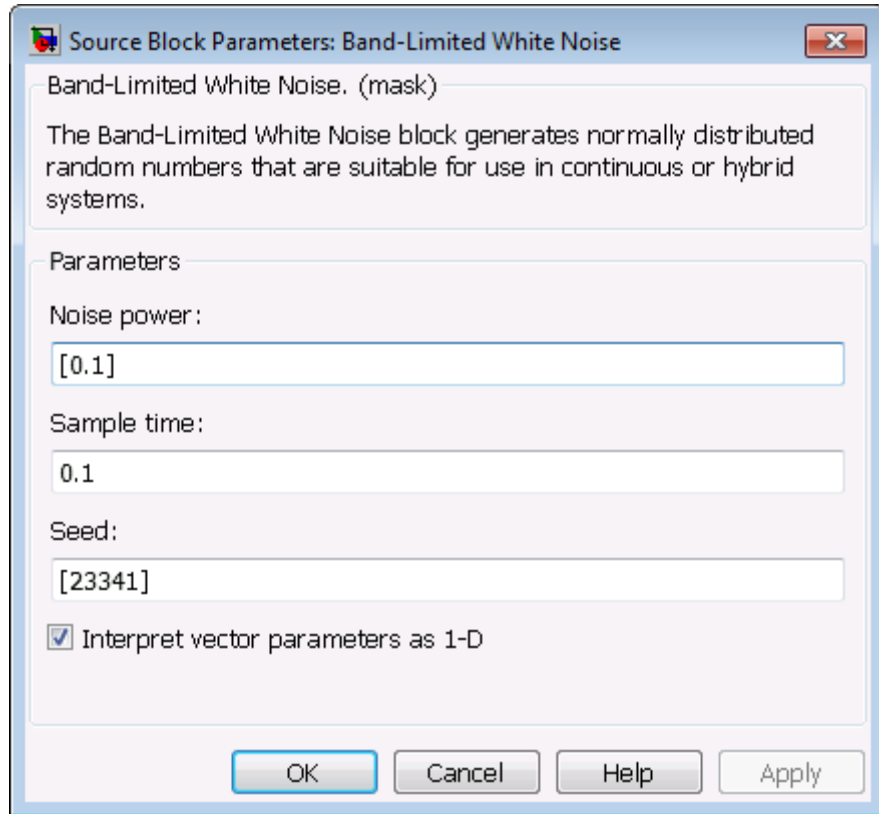 Source Block Parameters: Band-Limited White Noise
Band-Limited White Noise. (mask)
The Band-Limited White Noise block generates normally distributed
random numbers that are suitable for use in continuous or hybrid
systems.
Parameters
Noise power:
[0.1]
Sample time:
0.1
Seed:
[23341]
Interpret vector parameters as 1-D
OK Cancel Help Apply